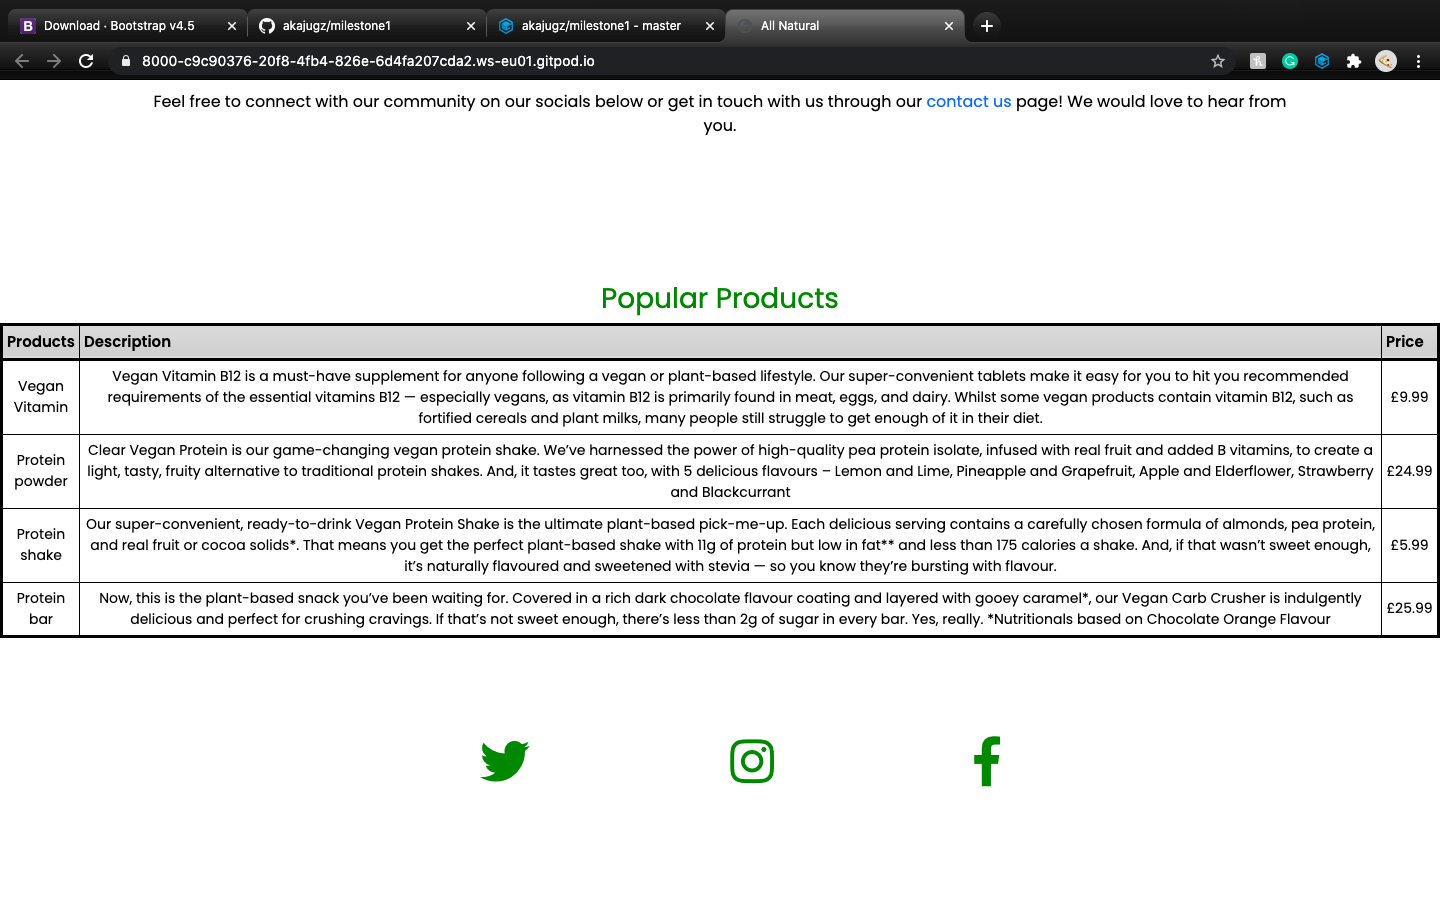 Download · Bootstrap v4.5
akajugz/milestone1
akajugz/milestone1 - master
All Natural
8000-c9c90376-20f8-4fb4-826e-6d4fa207cda2.ws-eu01.gitpod.io
Feel free to connect with our community on our socials below or get in touch with us through our contact us page! We would love to hear from
you.
Popular Products
Products Description Price
Vegan
Vitamin
Vegan Vitamin B12 is a must-have supplement for anyone following a vegan or plant-based lifestyle. Our super-convenient tablets make it easy for you to hit you recommended
requirements of the essential vitamins B12 — especially vegans, as vitamin B12 is primarily found in meat, eggs, and dairy. Whilst some vegan products contain vitamin B12, such as
fortified cereals and plant milks, many people still struggle to get enough of it in their diet.
£9.99
Protein
powder
Clear Vegan Protein is our game-changing vegan protein shake. We’ve harnessed the power of high-quality pea protein isolate, infused with real fruit and added B vitamins, to create a
light, tasty, fruity alternative to traditional protein shakes. And, it tastes great too, with 5 delicious flavours – Lemon and Lime, Pineapple and Grapefruit, Apple and Elderflower, Strawberry
and Blackcurrant
£24.99
Protein
shake
Our super-convenient, ready-to-drink Vegan Protein Shake is the ultimate plant-based pick-me-up. Each delicious serving contains a carefully chosen formula of almonds, pea protein,
and real fruit or cocoa solids*. That means you get the perfect plant-based shake with 11g of protein but low in fat** and less than 175 calories a shake. And, if that wasn’t sweet enough,
it’s naturally flavoured and sweetened with stevia — so you know they’re bursting with flavour.
£5.99
Protein
bar
Now, this is the plant-based snack you’ve been waiting for. Covered in a rich dark chocolate flavour coating and layered with gooey caramel*, our Vegan Carb Crusher is indulgently
delicious and perfect for crushing cravings. If that’s not sweet enough, there’s less than 2g of sugar in every bar. Yes, really. *Nutritionals based on Chocolate Orange Flavour
£25.99